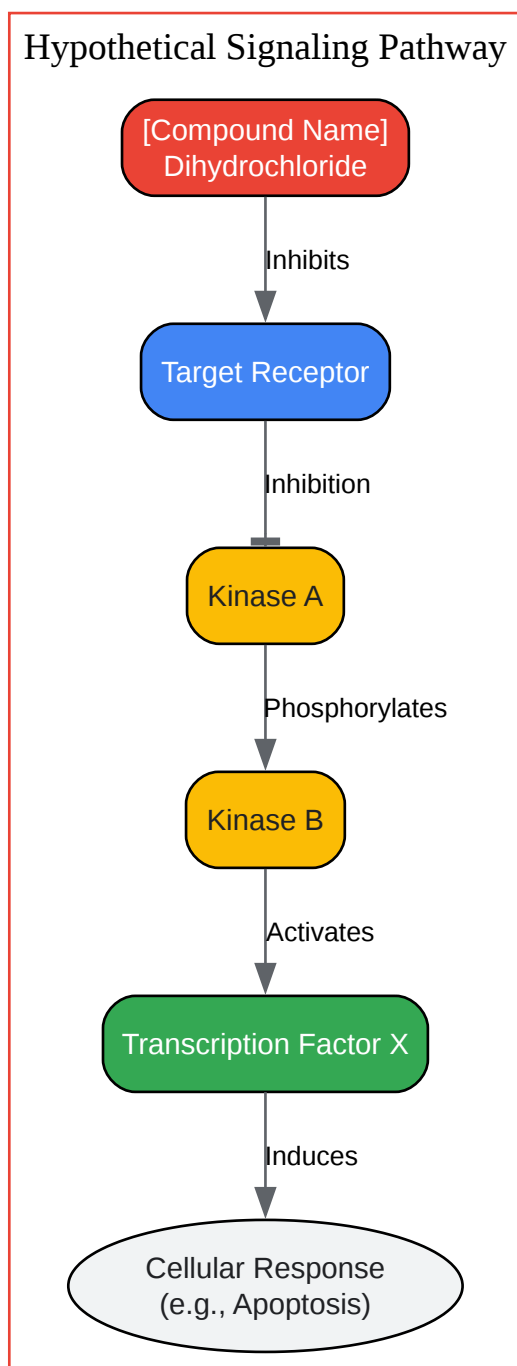 Hypothetical Signaling Pathway
[Compound Name]
Dihydrochloride
Inhibits
Target Receptor
Inhibition
Kinase A
Phosphorylates
Kinase B
Activates
Transcription Factor X
Induces
Cellular Response
(e.g., Apoptosis)